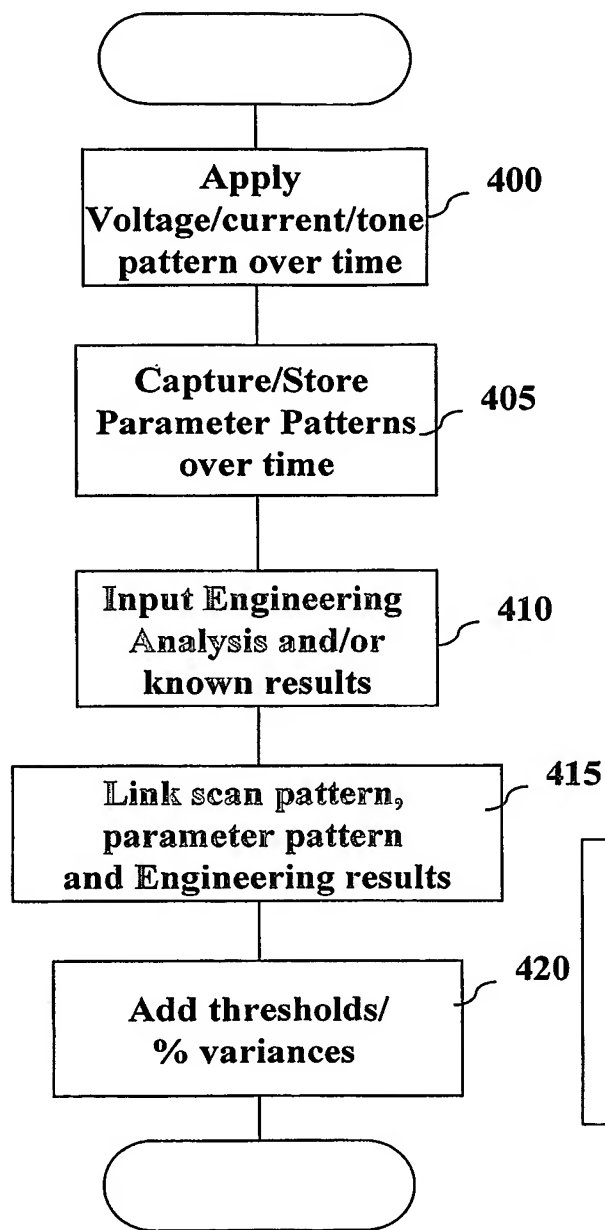 Apply
Voltage/current/tone
pattern over time
400
Capture/Store
Parameter Patterns
over time
405
Input Engineering
Analysis and/or
known results
410
Link scan pattern,
parameter pattern
and Engineering results
415
Add thresholds/
% variances
420